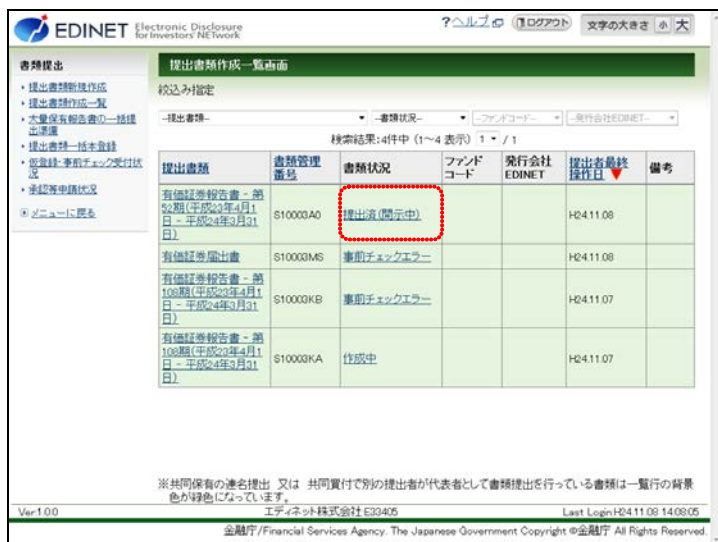 EDINET Electronic Disclosure for Investors' NETwork
?ヘルプ ログアウト 文字の大きさ 小 大
書類提出
・提出書類新規作成
・提出書類作成一覧
・大量保有報告書の一括提出準備
・提出書類一括本登録
・仮登録・事前チェック受付状況
・承認等申請状況
メニューに戻る
提出書類作成一覧画面
絞込み指定
--提出書類-- --書類状況-- --ファンドコード-- --発行会社EDINET--
検索結果:4件中 (1〜4 表示) 1 / 1
提出書類 書類管理番号 書類状況 ファンドコード 発行会社EDINET 提出者最終操作日▼ 備考
有価証券報告書 - 第52期(平成23年4月1日 - 平成24年3月31日) S10003A0 提出済(開示中) H24.11.08
有価証券届出書 S10003MS 事前チェックエラー H24.11.08
有価証券報告書 - 第108期(平成23年4月1日 - 平成24年3月31日) S10003KB 事前チェックエラー H24.11.07
有価証券報告書 - 第108期(平成23年4月1日 - 平成24年3月31日) S10003KA 作成中 H24.11.07
※共同保有の連名提出 又は 共同買付で別の提出者が代表者として書類提出を行っている書類は一覧行の背景
色が緑色になっています。
Ver.1.0.0 エディネット株式会社 E33405 Last Login:H24.11.08 14:08:05
金融庁/Financial Services Agency. The Japanese Government Copyright ©金融庁 All Rights Reserved.